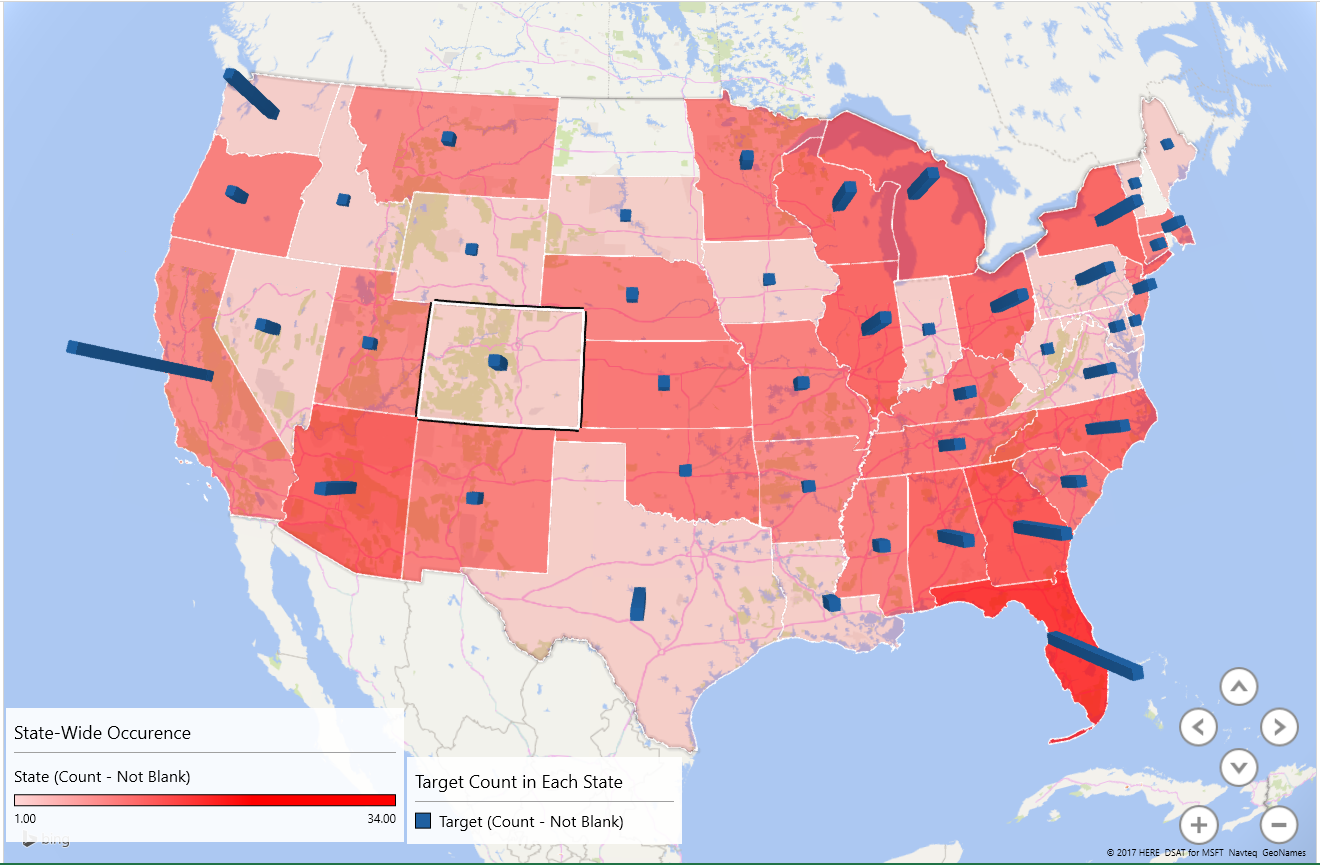 State-Wide Occurence
State (Count - Not Blank)
1.00 34.00
bing
Target Count in Each State
Target (Count - Not Blank)
© 2017 HERE DSAT for MSFT Navteq GeoNames